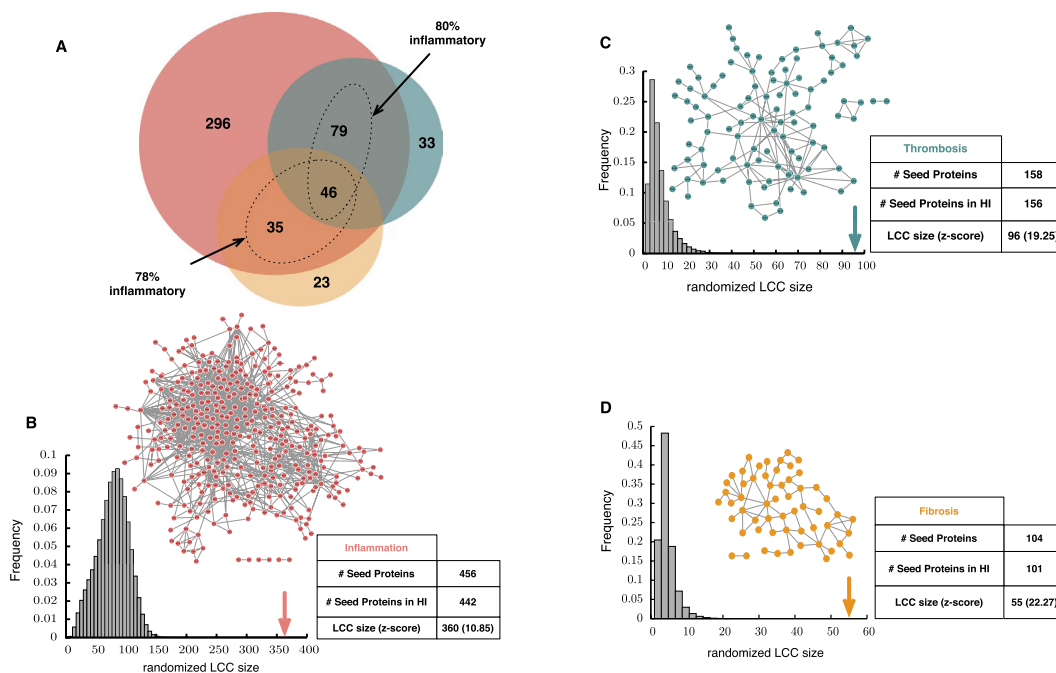 A
80%
inflammatory
296
79
33
46
35
23
78%
inflammatory
B
Frequency
0.1
0.09
0.08
0.07
0.06
0.05
0.04
0.03
0.02
0.01
0
0 50 100 150 200 250 300 350 400
randomized LCC size
Inflammation
# Seed Proteins 456
# Seed Proteins in HI 442
LCC size (z-score) 360 (10.85)
C
Frequency
0.3
0.25
0.2
0.15
0.1
0.05
0
0 10 20 30 40 50 60 70 80 90 100
randomized LCC size
Thrombosis
# Seed Proteins 158
# Seed Proteins in HI 156
LCC size (z-score) 96 (19.25)
D
Frequency
0.5
0.45
0.4
0.35
0.3
0.25
0.2
0.15
0.1
0.05
0
0 10 20 30 40 50 60
randomized LCC size
Fibrosis
# Seed Proteins 104
# Seed Proteins in HI 101
LCC size (z-score) 55 (22.27)